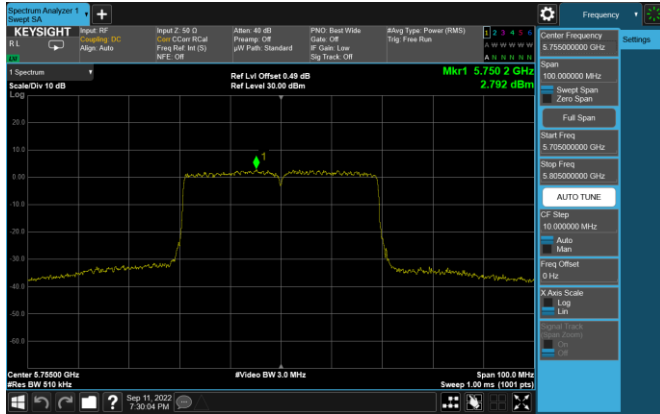 Spectrum Analyzer 1
Swept SA
+
Frequency
KEYSIGHT
R L
Input: RF
Coupling: DC
Align: Auto
Input Z: 50 Ω
Corr CCorr RCal
Freq Ref: Int (S)
NFE: Off
Atten: 40 dB
Preamp: Off
µW Path: Standard
PNO: Best Wide
Gate: Off
IF Gain: Low
Sig Track: Off
#Avg Type: Power (RMS)
Trig: Free Run
1 2 3 4 5 6
A W W W W W
A N N N N N
1 Spectrum
Scale/Div 10 dB
Log
Ref Lvl Offset 0.49 dB
Ref Level 30.00 dBm
Mkr1 5.750 2 GHz
2.792 dBm
20.0
10.0
0.00
-10.0
-20.0
-30.0
-40.0
-50.0
-60.0
1
Center 5.75500 GHz
#Res BW 510 kHz
#Video BW 3.0 MHz
Span 100.0 MHz
Sweep 1.00 ms (1001 pts)
Sep 11, 2022
7:30:04 PM
Center Frequency
5.755000000 GHz
Settings
Span
100.000000 MHz
Swept Span
Zero Span
Full Span
Start Freq
5.705000000 GHz
Stop Freq
5.805000000 GHz
AUTO TUNE
CF Step
10.000000 MHz
Auto
Man
Freq Offset
0 Hz
X Axis Scale
Log
Lin
Signal Track
(Span Zoom)
On
Off